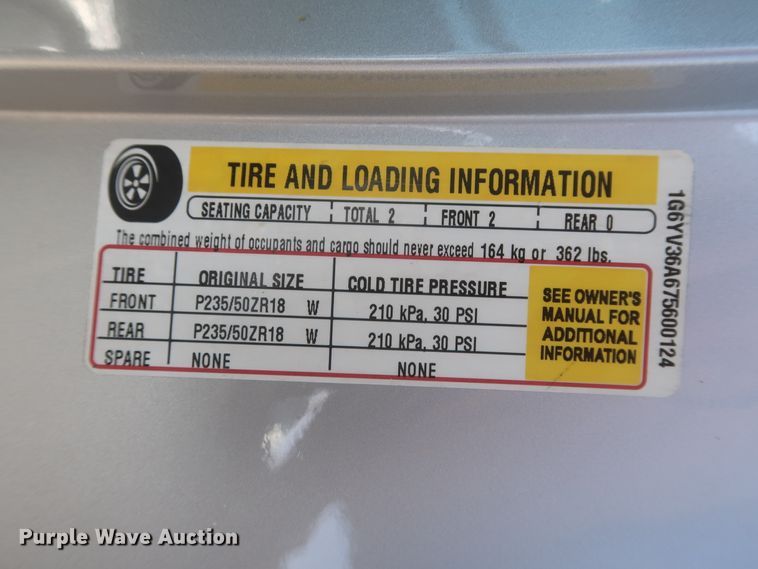 TIRE AND LOADING INFORMATION
SEATING CAPACITY TOTAL 2 FRONT 2 REAR 0
The combined weight of occupants and cargo should never exceed 164 kg or 362 lbs.
TIRE ORIGINAL SIZE COLD TIRE PRESSURE
FRONT P235/50ZR18 W 210 kPa, 30 PSI
REAR P235/50ZR18 W 210 kPa, 30 PSI
SPARE NONE NONE
SEE OWNER'S
MANUAL FOR
ADDITIONAL
INFORMATION
1G6YV36A675600124
Purple Wave Auction